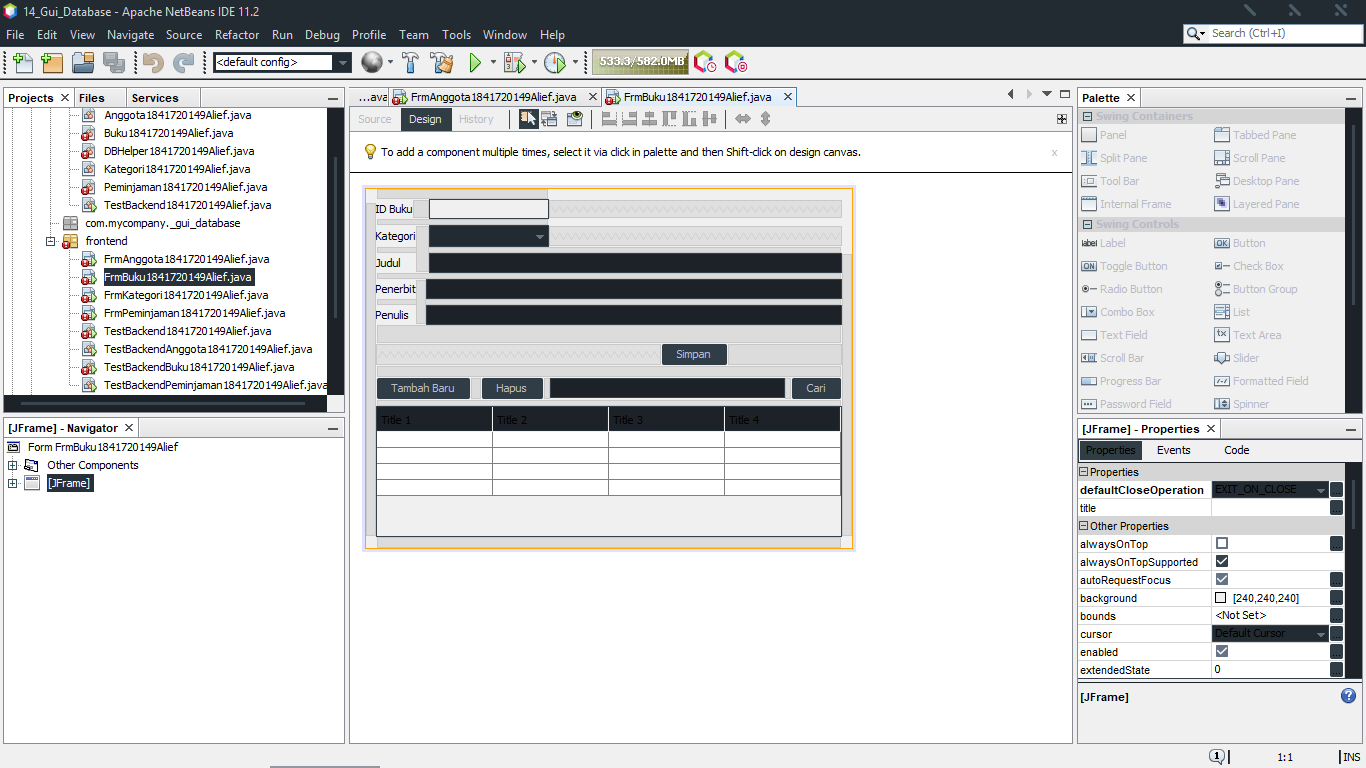 14_Gui_Database - Apache NetBeans IDE 11.2
File Edit View Navigate Source Refactor Run Debug Profile Team Tools Window Help
Search (Ctrl+I)
<default config>
533.3/582.0MB
Projects Files Services
Anggota1841720149Alief.java
Buku1841720149Alief.java
DBHelper1841720149Alief.java
Kategori1841720149Alief.java
Peminjaman1841720149Alief.java
TestBackend1841720149Alief.java
com.mycompany._gui_database
frontend
FrmAnggota1841720149Alief.java
FrmBuku1841720149Alief.java
FrmKategori1841720149Alief.java
FrmPeminjaman1841720149Alief.java
TestBackend1841720149Alief.java
TestBackendAnggota1841720149Alief.java
TestBackendBuku1841720149Alief.java
TestBackendPeminjaman1841720149Alief.java
[JFrame] - Navigator
Form FrmBuku1841720149Alief
Other Components
[JFrame]
...ava FrmAnggota1841720149Alief.java FrmBuku1841720149Alief.java
Source Design History
To add a component multiple times, select it via click in palette and then Shift-click on design canvas.
x
ID Buku
Kategori
Judul
Penerbit
Penulis
Simpan
Tambah Baru Hapus Cari
Title 1 Title 2 Title 3 Title 4
Palette
Swing Containers
Panel Tabbed Pane
Split Pane Scroll Pane
Tool Bar Desktop Pane
Internal Frame Layered Pane
Swing Controls
label Label OK Button
ON Toggle Button Check Box
Radio Button Button Group
Combo Box List
Text Field tx Text Area
Scroll Bar Slider
Progress Bar Formatted Field
Password Field Spinner
[JFrame] - Properties
Properties Events Code
Properties
defaultCloseOperation EXIT_ON_CLOSE ...
title ...
Other Properties
alwaysOnTop ...
alwaysOnTopSupported
autoRequestFocus ...
background [240,240,240] ...
bounds <Not Set> ...
cursor Default Cursor ...
enabled ...
extendedState 0 ...
[JFrame]
?
1 1:1 INS